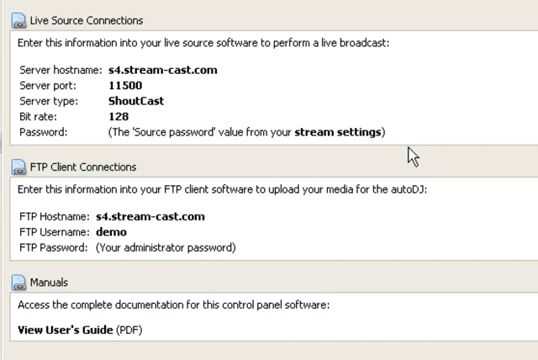 Live Source Connections
Enter this information into your live source software to perform a live broadcast:
Server hostname: s4.stream-cast.com
Server port: 11500
Server type: ShoutCast
Bit rate: 128
Password: (The 'Source password' value from your stream settings)
FTP Client Connections
Enter this information into your FTP client software to upload your media for the autoDJ:
FTP Hostname: s4.stream-cast.com
FTP Username: demo
FTP Password: (Your administrator password)
Manuals
Access the complete documentation for this control panel software:
View User's Guide (PDF)